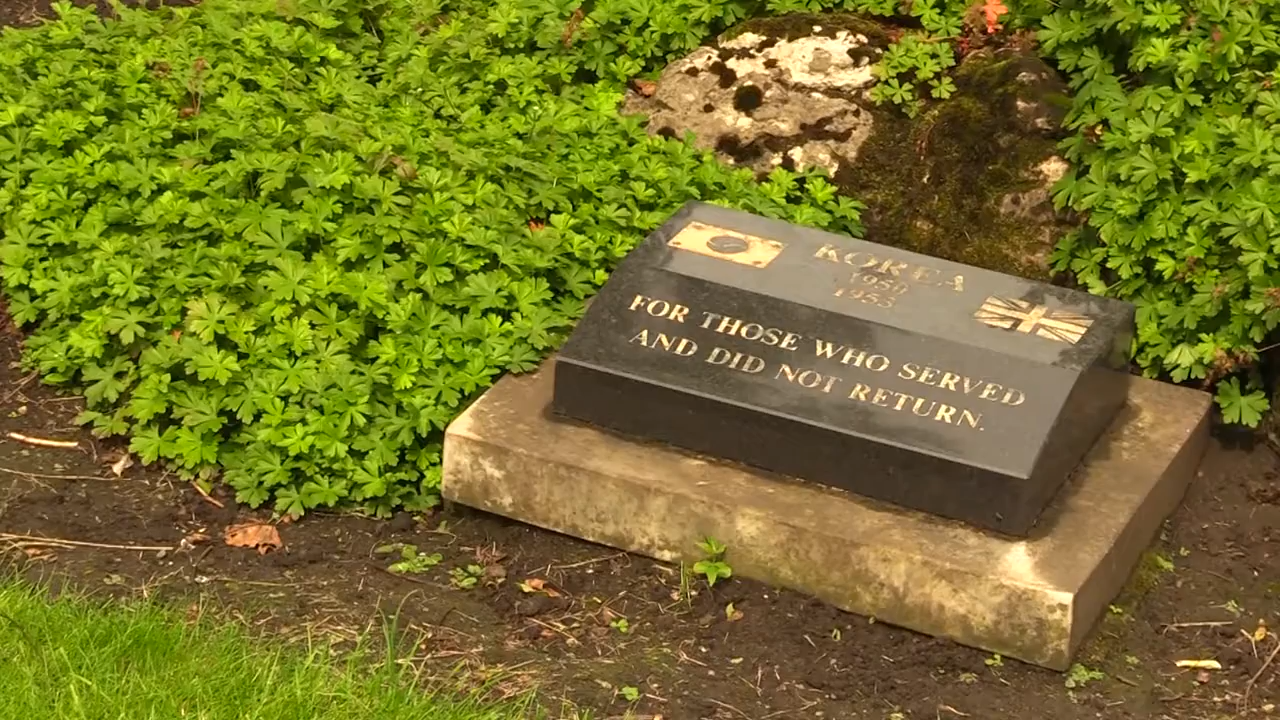 KOREA
1950
1953
FOR THOSE WHO SERVED
AND DID NOT RETURN.